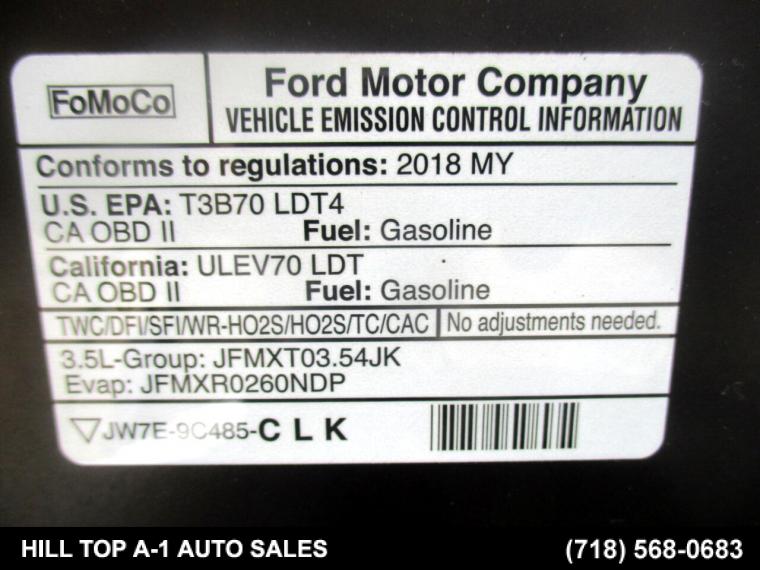 FoMoCo
Ford Motor Company
VEHICLE EMISSION CONTROL INFORMATION
Conforms to regulations: 2018 MY
U.S. EPA: T3B70 LDT4
CA OBD II Fuel: Gasoline
California: ULEV70 LDT
CA OBD II Fuel: Gasoline
TWC/DFI/SFI/WR-HO2S/HO2S/TC/CAC No adjustments needed.
3.5L-Group: JFMXT03.54JK
Evap: JFMXR0260NDP
JW7E-9C485-C L K
HILL TOP A-1 AUTO SALES (718) 568-0683